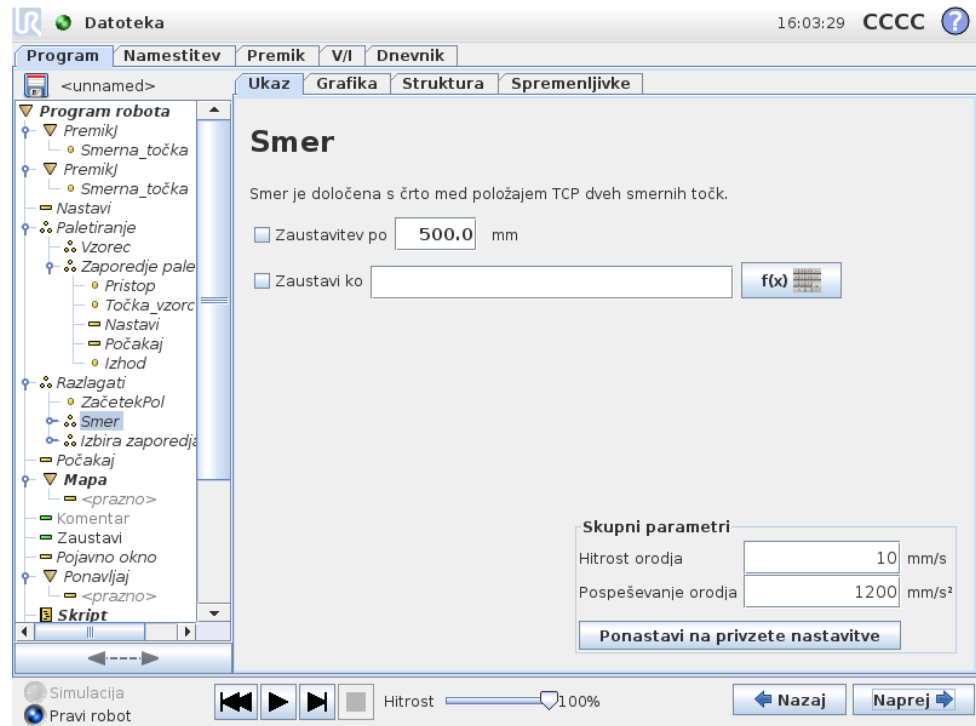 UR Datoteka 16:03:29 CCCC ?
Program Namestitev Premik V/I Dnevnik
<unnamed>
Ukaz Grafika Struktura Spremenljivke
Program robota
PremikJ
Smerna_točka
PremikJ
Smerna_točka
Nastavi
Paletiranje
Vzorec
Zaporedje pale
Pristop
Točka_vzorc
Nastavi
Počakaj
Izhod
Razlagati
ZačetekPol
Smer
Izbira zaporedja
Počakaj
Mapa
<prazno>
Komentar
Zaustavi
Pojavno okno
Ponavljaj
<prazno>
Skript
Smer
Smer je določena s črto med položajem TCP dveh smernih točk.
Zaustavitev po 500.0 mm
Zaustavi ko f(x)
Skupni parametri
Hitrost orodja 10 mm/s
Pospeševanje orodja 1200 mm/s²
Ponastavi na privzete nastavitve
Simulacija
Pravi robot
Hitrost 100%
Nazaj Naprej